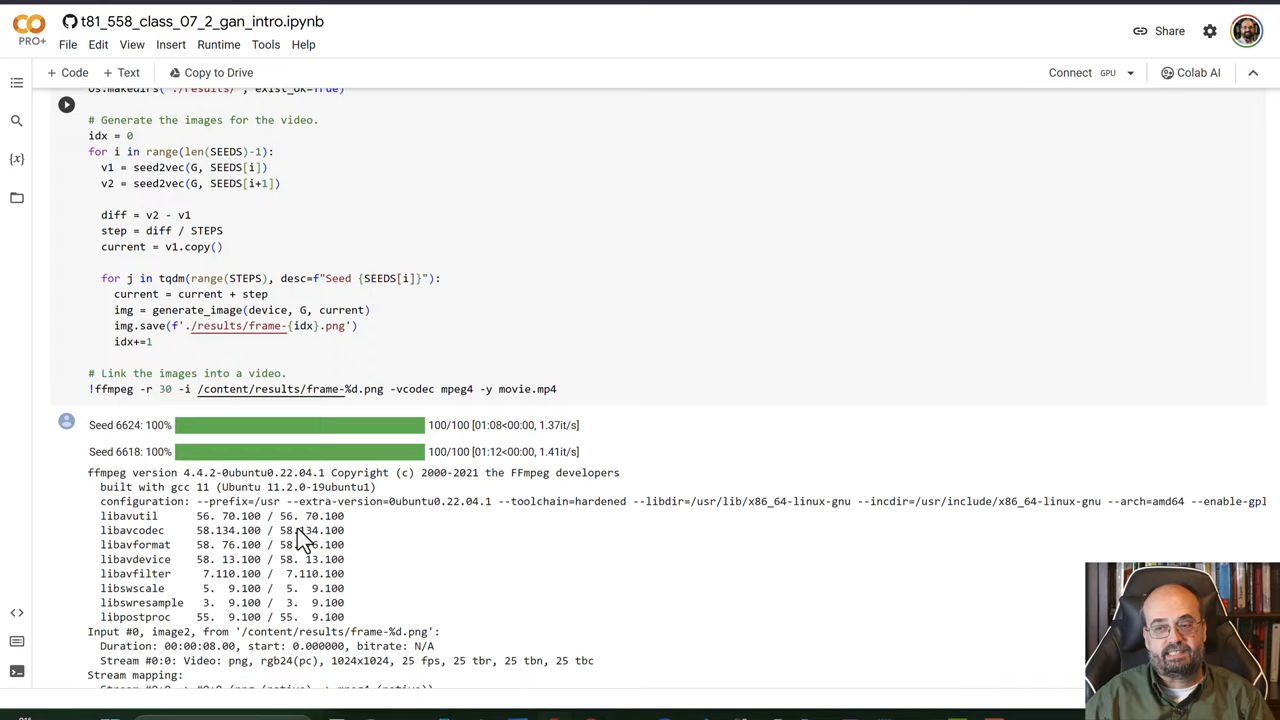 t81_558_class_07_2_gan_intro.ipynb
PRO+
File Edit View Insert Runtime Tools Help
Share
+ Code + Text Copy to Drive
Connect GPU
Colab AI
os.makedirs('./results/', exist_ok=True)
# Generate the images for the video.
idx = 0
for i in range(len(SEEDS)-1):
v1 = seed2vec(G, SEEDS[i])
v2 = seed2vec(G, SEEDS[i+1])
diff = v2 - v1
step = diff / STEPS
current = v1.copy()
for j in tqdm(range(STEPS), desc=f"Seed {SEEDS[i]}"):
current = current + step
img = generate_image(device, G, current)
img.save(f'./results/frame-{idx}.png')
idx+=1
# Link the images into a video.
!ffmpeg -r 30 -i /content/results/frame-%d.png -vcodec mpeg4 -y movie.mp4
Seed 6624: 100% 100/100 [01:08<00:00, 1.37it/s]
Seed 6618: 100% 100/100 [01:12<00:00, 1.41it/s]
ffmpeg version 4.4.2-0ubuntu0.22.04.1 Copyright (c) 2000-2021 the FFmpeg developers
built with gcc 11 (Ubuntu 11.2.0-19ubuntu1)
configuration: --prefix=/usr --extra-version=0ubuntu0.22.04.1 --toolchain=hardened --libdir=/usr/lib/x86_64-linux-gnu --incdir=/usr/include/x86_64-linux-gnu --arch=amd64 --enable-gpl
libavutil 56. 70.100 / 56. 70.100
libavcodec 58.134.100 / 58.134.100
libavformat 58. 76.100 / 58. 76.100
libavdevice 58. 13.100 / 58. 13.100
libavfilter 7.110.100 / 7.110.100
libswscale 5. 9.100 / 5. 9.100
libswresample 3. 9.100 / 3. 9.100
libpostproc 55. 9.100 / 55. 9.100
Input #0, image2, from '/content/results/frame-%d.png':
Duration: 00:00:08.00, start: 0.000000, bitrate: N/A
Stream #0:0: Video: png, rgb24(pc), 1024x1024, 25 fps, 25 tbr, 25 tbn, 25 tbc
Stream mapping: